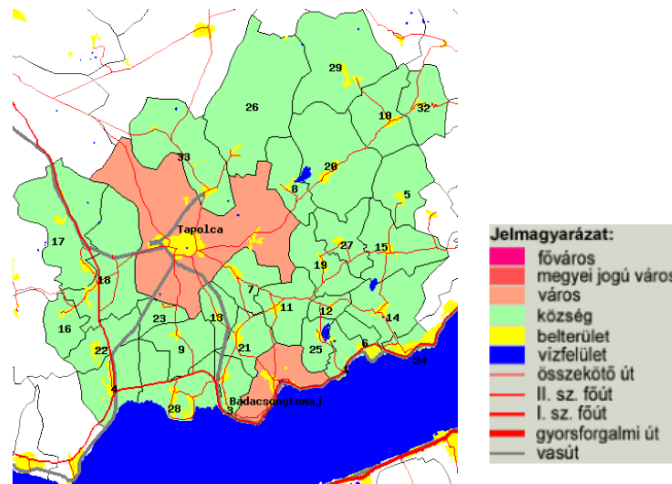 29
26
32
10
33
20
8
5
Tapolca
17
27
15
19
18
7
11
12
14
16
23
13
21
22
9
25
6
24
4
1
28
3
Badacsonytomaj
Jelmagyarázat:
főváros
megyei jogú város
város
község
belterület
vízfelület
összekötő út
II. sz. főút
I. sz. főút
gyorsforgalmi út
vasút